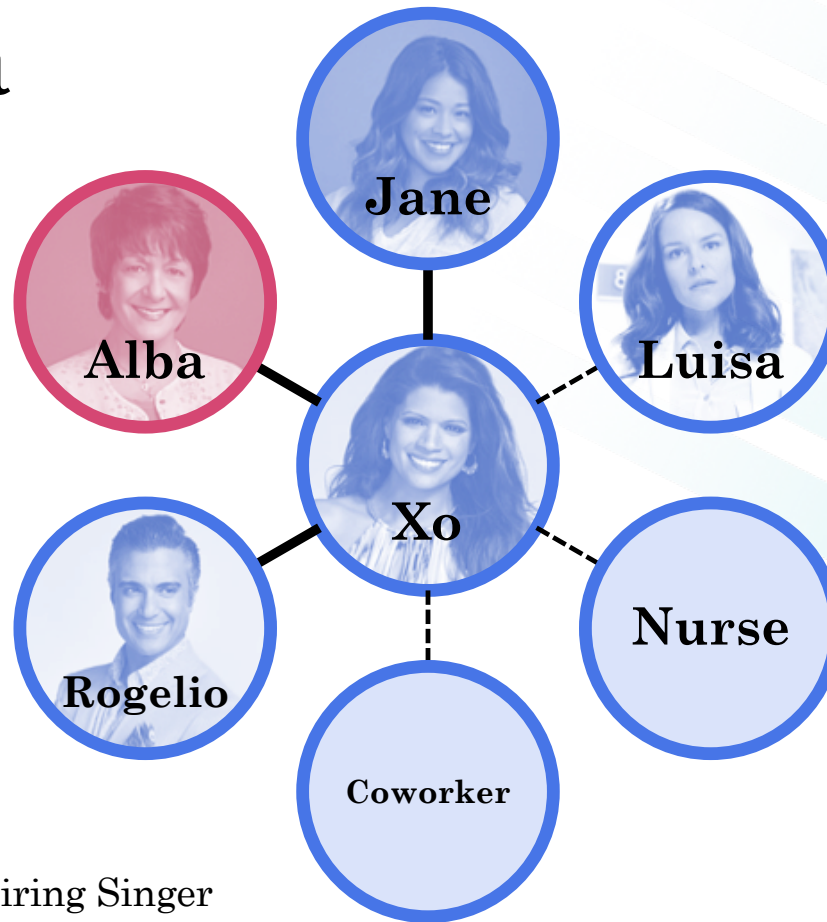 Jane
Alba
Luisa
Xo
Nurse
Rogelio
Coworker
iring Singer